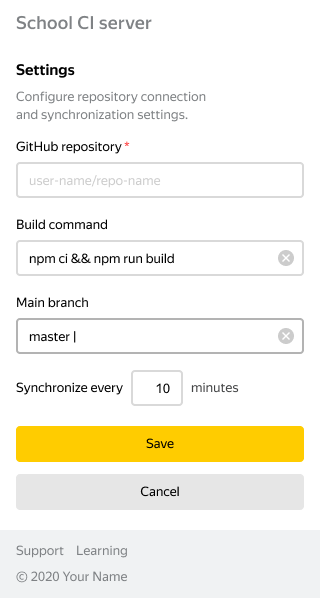 School CI server
Settings
Configure repository connection
and synchronization settings.
GitHub repository *
user-name/repo-name
Build command
npm ci && npm run build
Main branch
master |
Synchronize every 10 minutes
Save
Cancel
Support Learning
© 2020 Your Name